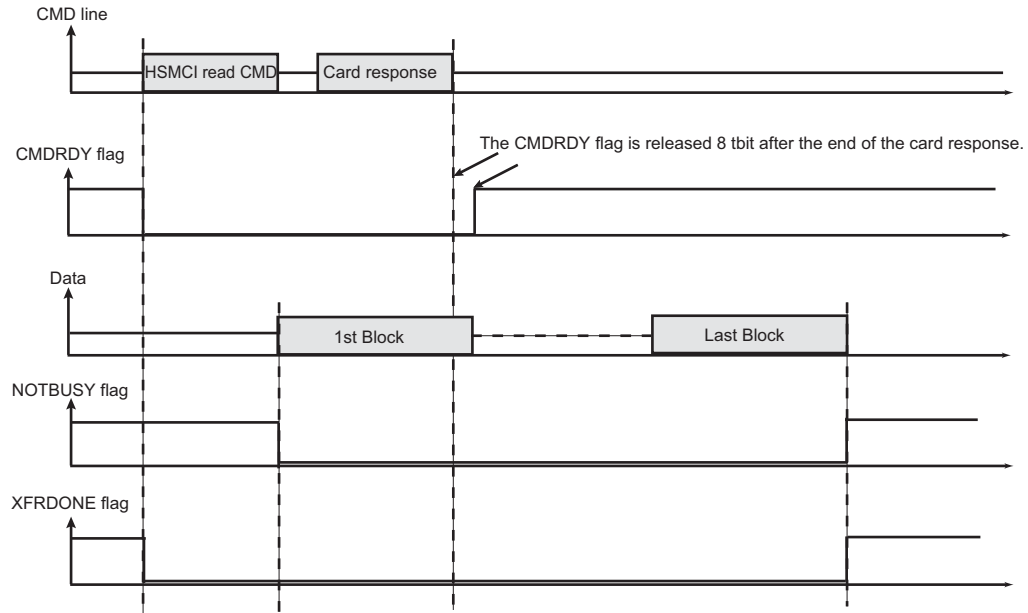 CMD line
HSMCI read CMD
Card response
The CMDRDY flag is released 8 tbit after the end of the card response.
CMDRDY flag
Data
1st Block
Last Block
NOTBUSY flag
XFRDONE flag